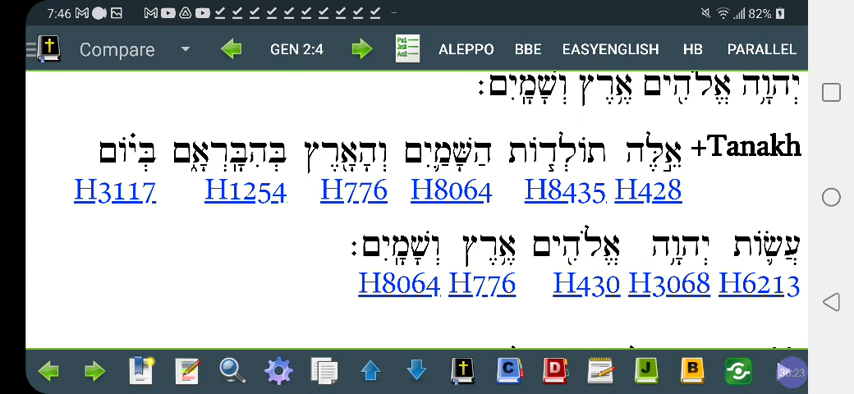 7:46 82%
Compare GEN 2:4 ALEPPO BBE EASYENGLISH HB PARALLEL
יְהוָ֥ה אֱלֹהִ֖ים אֶ֥רֶץ וְשָׁמָֽיִם׃
Tanakh+ אֵ֣לֶּה תוֹלְד֧וֹת הַשָּׁמַ֛יִם וְהָאָ֖רֶץ בְּהִבָּֽרְאָ֑ם בְּי֗וֹם
H3117 H1254 H776 H8064 H8435 H428
עֲשׂ֛וֹת יְהוָ֥ה אֱלֹהִ֖ים אֶ֥רֶץ וְשָׁמָֽיִם׃
H8064 H776 H430 H3068 H6213
C D J B